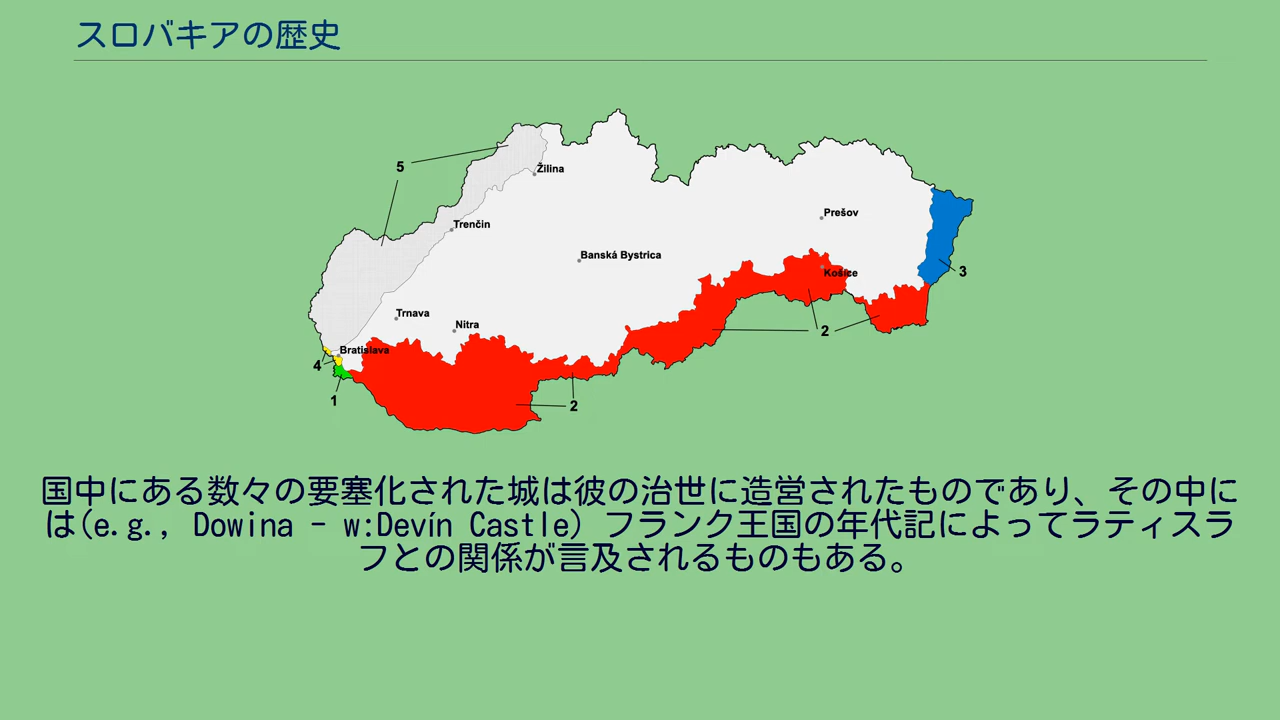 スロバキアの歴史
5
Žilina
Trenčín
Prešov
Banská Bystrica
Košice
3
Trnava
Nitra
2
Bratislava
4
1
2
国中にある数々の要塞化された城は彼の治世に造営されたものであり、その中に
は(e.g., Dowina – w:Devín Castle) フランク王国の年代記によってラティスラ
フとの関係が言及されるものもある。